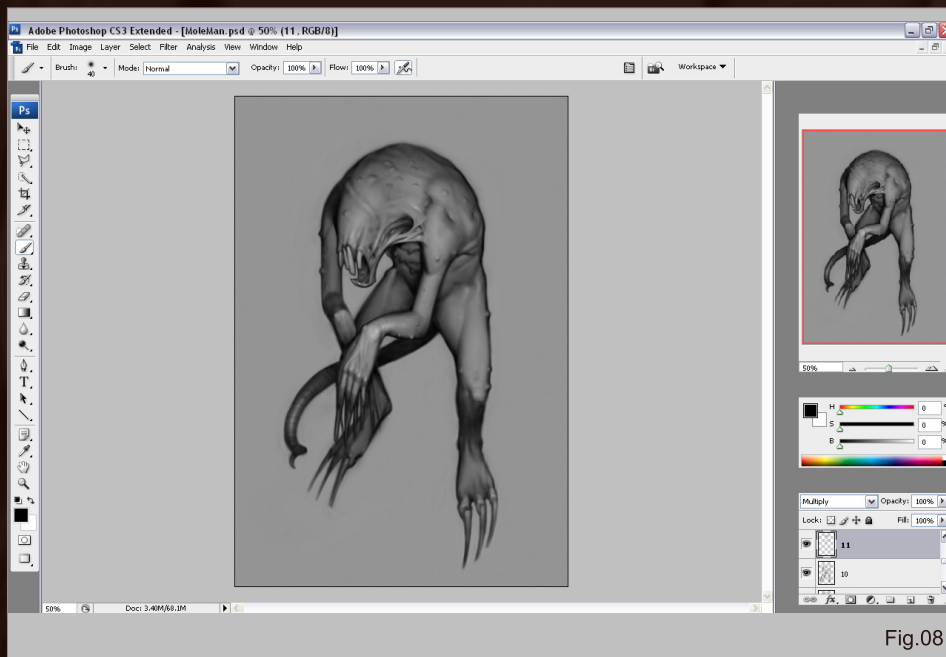 Ps Adobe Photoshop CS3 Extended - [MoleMan.psd @ 50% (11, RGB/8)]
File Edit Image Layer Select Filter Analysis View Window Help
Brush: 40 Mode: Normal Opacity: 100% Flow: 100% Workspace
Ps
T
50%
H 0
S 0 %
B 0 %
Multiply Opacity: 100%
Lock: Fill: 100%
11
10
fx
50% Doc: 3.40M/68.1M
Fig.08